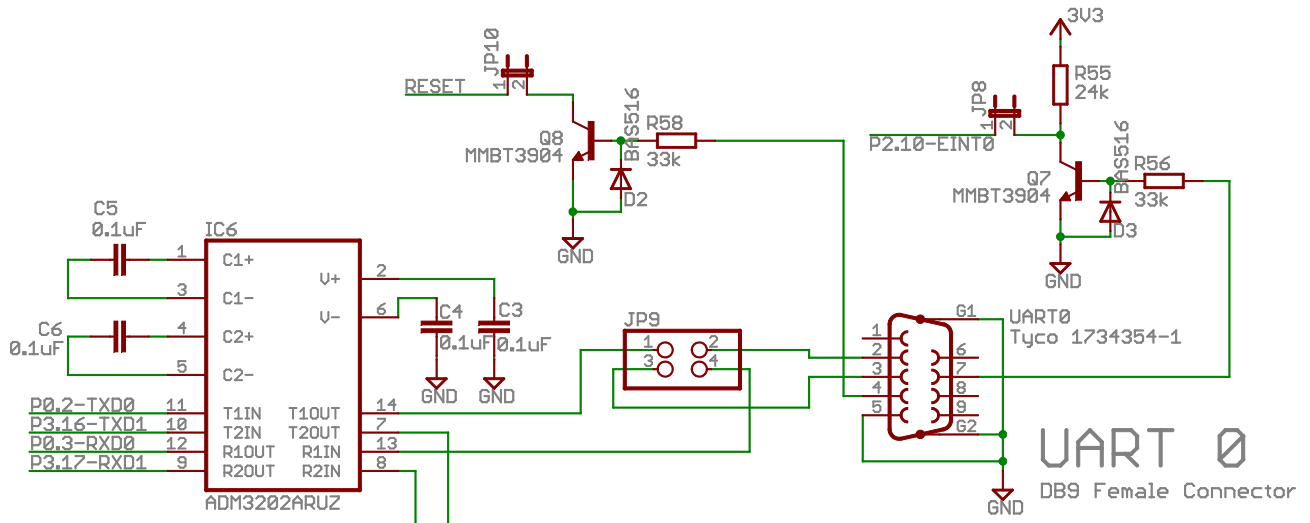 3V3
JP10
1
2
RESET
BAS516
R58
33k
Q8
MMBT3904
D2
GND
R55
24k
JP8
1
2
P2.10-EINT0
BAS516
R56
33k
Q7
MMBT3904
D3
GND
C5
0.1uF
IC6
1 C1+
3 C1-
4 C2+
5 C2-
C6
0.1uF
V+ 2
V- 6
C4
0.1uF
GND
C3
0.1uF
GND
P0.2-TXD0 11 T1IN T1OUT 14
P3.16-TXD1 10 T2IN T2OUT 7
P0.3-RXD0 12 R1OUT R1IN 13
P3.17-RXD1 9 R2OUT R2IN 8
ADM3202ARUZ
JP9
1 2
3 4
G1
UART0
Tyco 1734354-1
1
2 6
3 7
4 8
5 9
G2
GND
UART 0
DB9 Female Connector